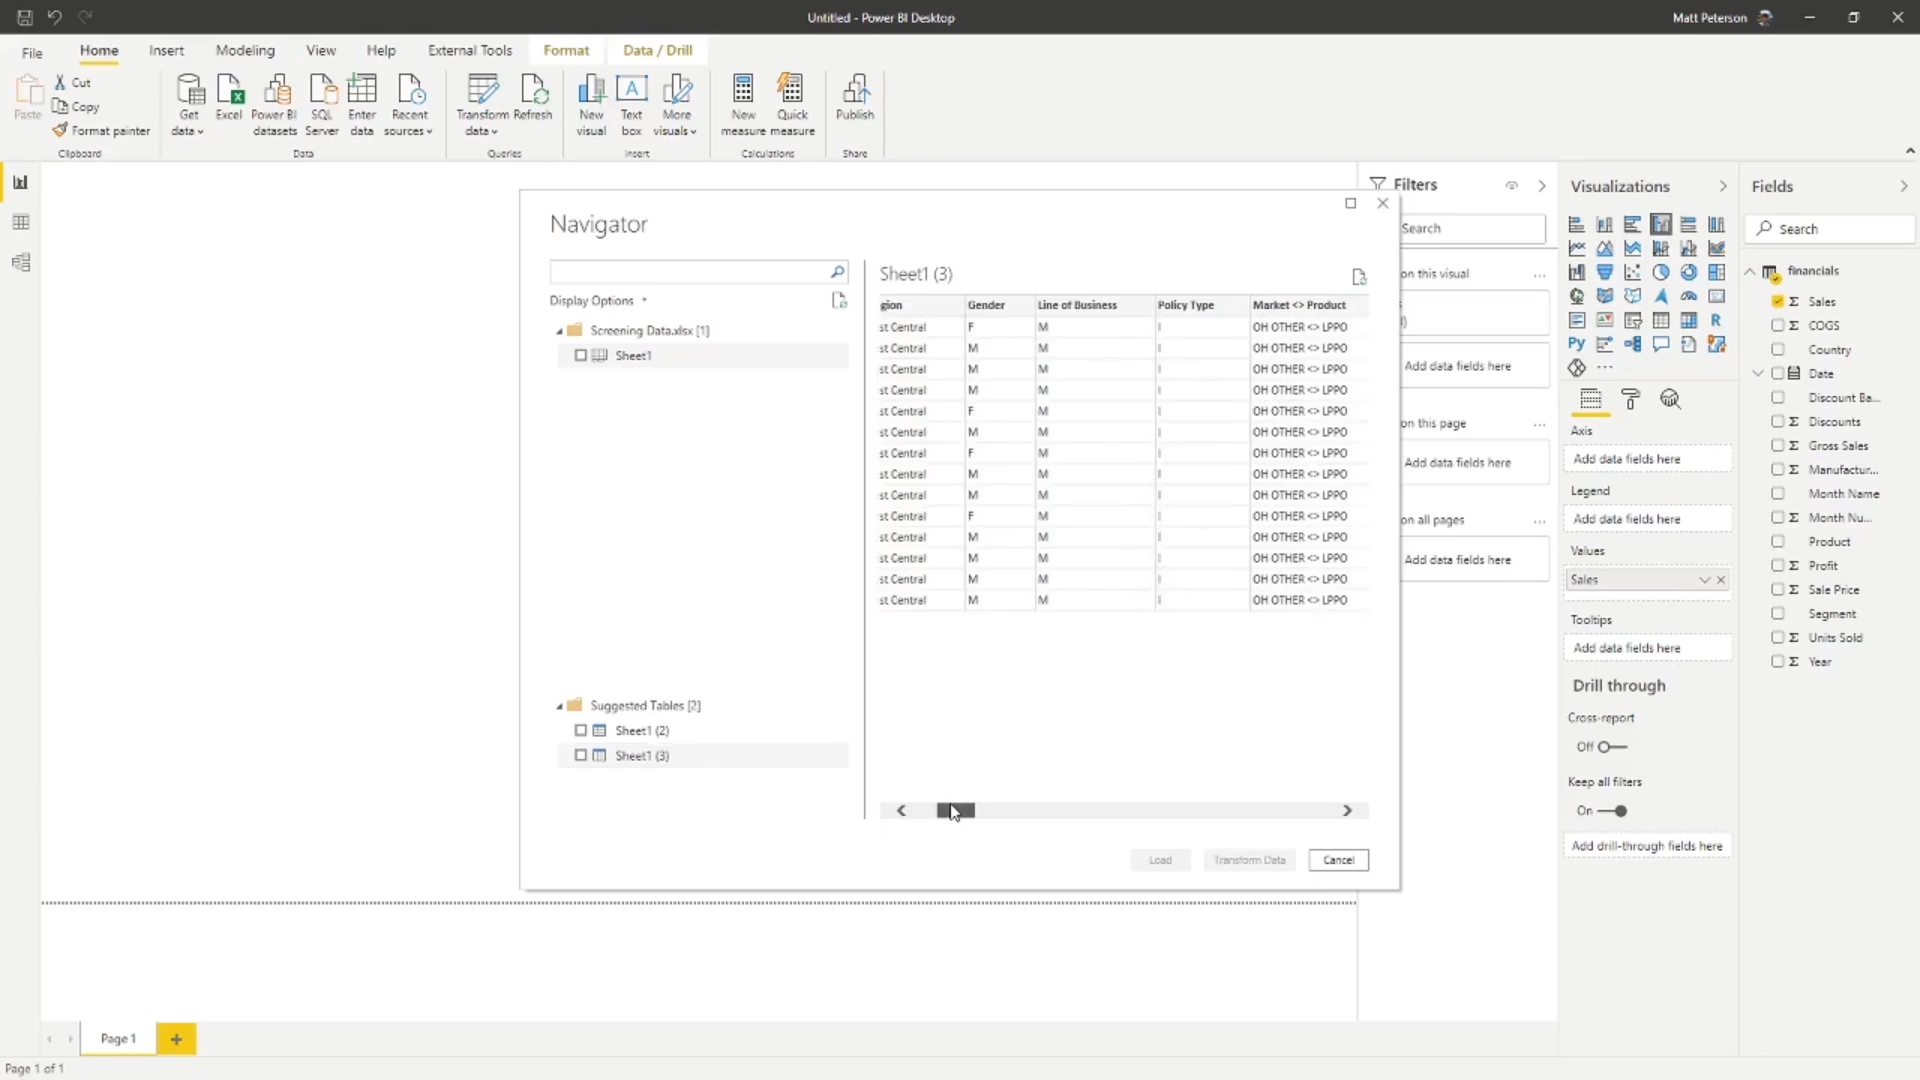 Untitled - Power BI Desktop
Matt Peterson
File Home Insert Modeling View Help External Tools Format Data / Drill
Paste
Cut
Copy
Format painter
Clipboard
Get data
Excel
Power BI datasets
SQL Server
Enter data
Recent sources
Data
Transform data
Refresh
Queries
New visual
Text box
More visuals
Insert
New measure
Quick measure
Calculations
Publish
Share
Navigator
Display Options
Screening Data.xlsx [1]
Sheet1
Suggested Tables [2]
Sheet1 (2)
Sheet1 (3)
Sheet1 (3)
gion Gender Line of Business Policy Type Market <> Product
st Central F M I OH OTHER <> LPPO
st Central M M I OH OTHER <> LPPO
st Central M M I OH OTHER <> LPPO
st Central M M I OH OTHER <> LPPO
st Central F M I OH OTHER <> LPPO
st Central M M I OH OTHER <> LPPO
st Central F M I OH OTHER <> LPPO
st Central M M I OH OTHER <> LPPO
st Central M M I OH OTHER <> LPPO
st Central F M I OH OTHER <> LPPO
st Central M M I OH OTHER <> LPPO
st Central M M I OH OTHER <> LPPO
st Central M M I OH OTHER <> LPPO
st Central M M I OH OTHER <> LPPO
Load
Transform Data
Cancel
Filters
Search
on this visual ...
Add data fields here
on this page ...
Add data fields here
on all pages ...
Add data fields here
Visualizations
R
Py
...
Axis
Add data fields here
Legend
Add data fields here
Values
Sales
Tooltips
Add data fields here
Drill through
Cross-report
Off
Keep all filters
On
Add drill-through fields here
Fields
Search
financials
Σ Sales
Σ COGS
Country
Date
Discount Ba...
Σ Discounts
Σ Gross Sales
Σ Manufactur...
Month Name
Σ Month Nu...
Product
Σ Profit
Σ Sale Price
Segment
Σ Units Sold
Σ Year
Page 1
+
Page 1 of 1